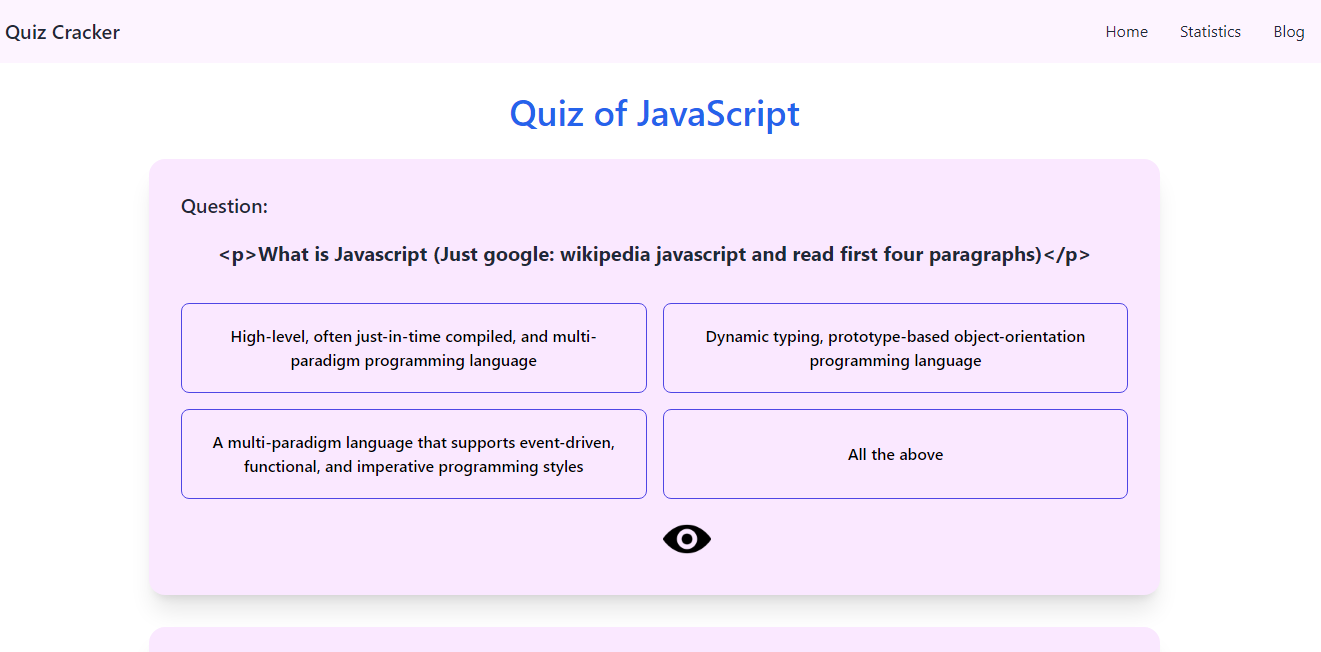 Quiz Cracker
Home
Statistics
Blog
Quiz of JavaScript
Question:
<p>What is Javascript (Just google: wikipedia javascript and read first four paragraphs)</p>
High-level, often just-in-time compiled, and multi-
paradigm programming language
Dynamic typing, prototype-based object-orientation
programming language
A multi-paradigm language that supports event-driven,
functional, and imperative programming styles
All the above